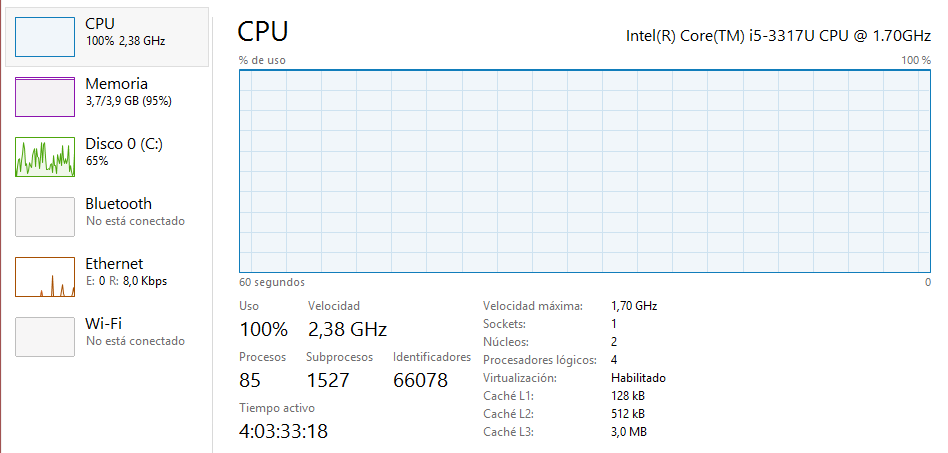 CPU
100% 2,38 GHz
Memoria
3,7/3,9 GB (95%)
Disco 0 (C:)
65%
Bluetooth
No está conectado
Ethernet
E: 0 R: 8,0 Kbps
Wi-Fi
No está conectado
CPU
Intel(R) Core(TM) i5-3317U CPU @ 1.70GHz
% de uso
100 %
60 segundos
0
Uso
Velocidad
100%
2,38 GHz
Procesos
Subprocesos
Identificadores
85
1527
66078
Tiempo activo
4:03:33:18
Velocidad máxima: 1,70 GHz
Sockets: 1
Núcleos: 2
Procesadores lógicos: 4
Virtualización: Habilitado
Caché L1: 128 kB
Caché L2: 512 kB
Caché L3: 3,0 MB